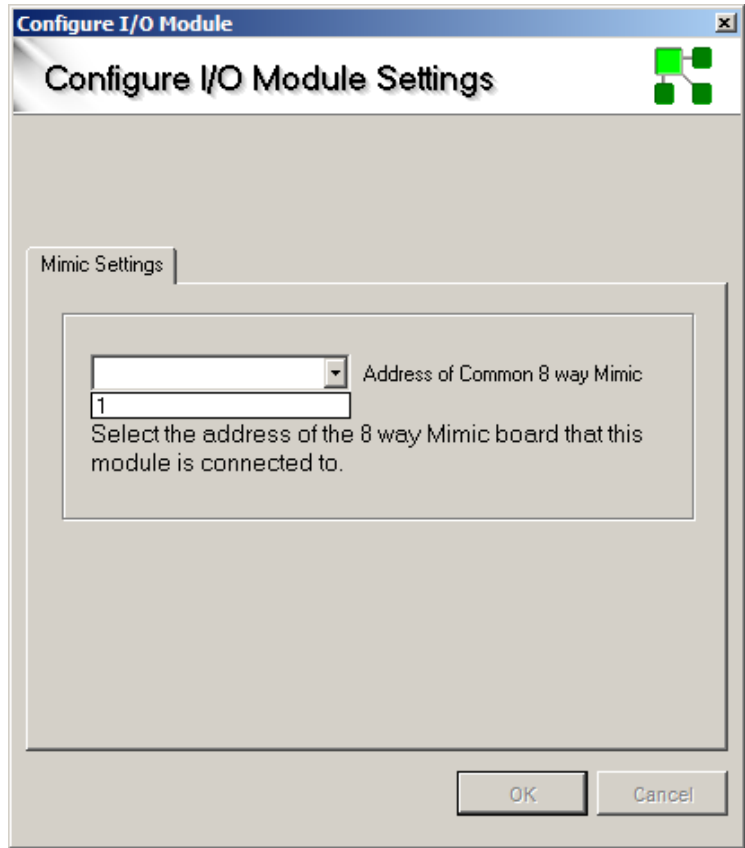 Configure I/O Module
Configure I/O Module Settings
Mimic Settings
Address of Common 8 way Mimic
1
Select the address of the 8 way Mimic board that this
module is connected to.
OK
Cancel